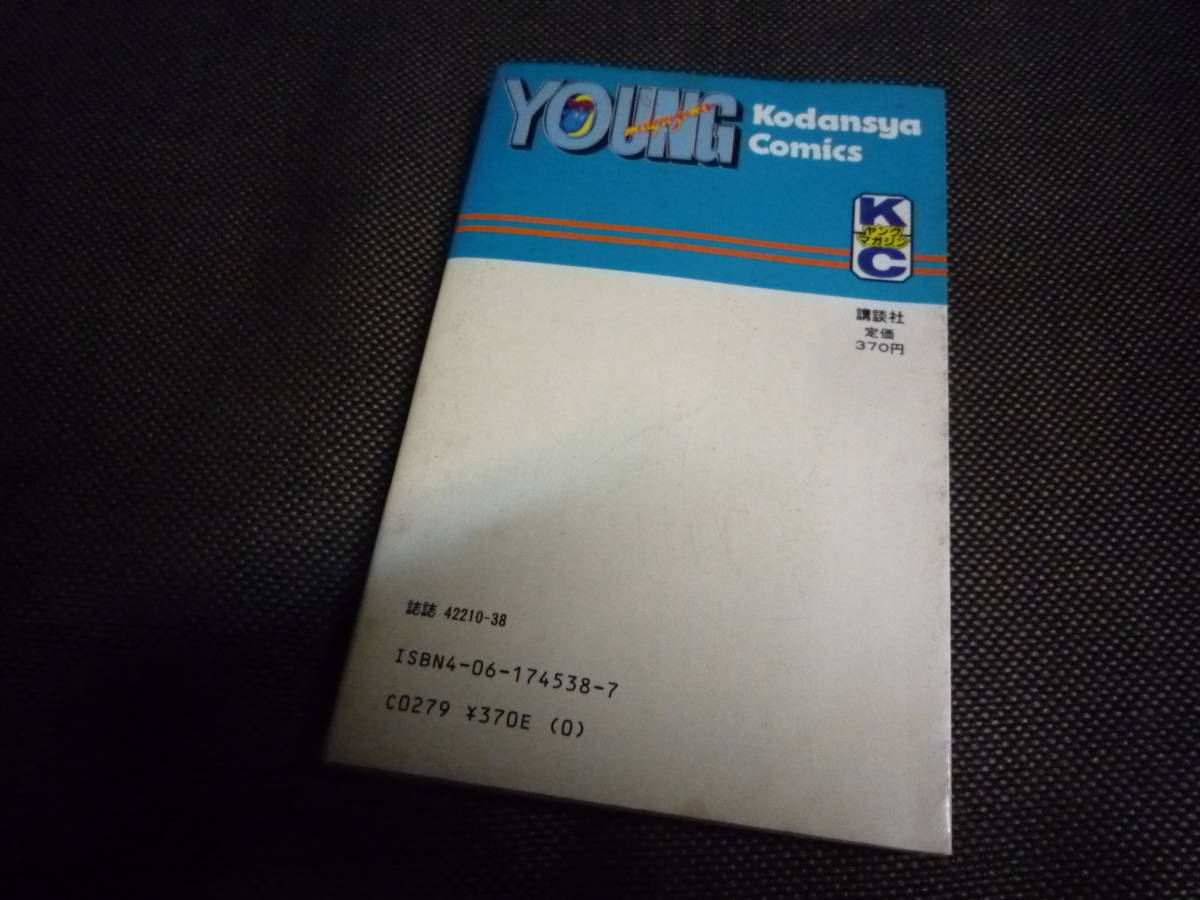 YOUNG
magazine
Kodansya
Comics
K
ヤング
マガジン
C
講談社
定価
370円
誌誌 42210-38
ISBN4-06-174538-7
C0279 ¥370E (0)